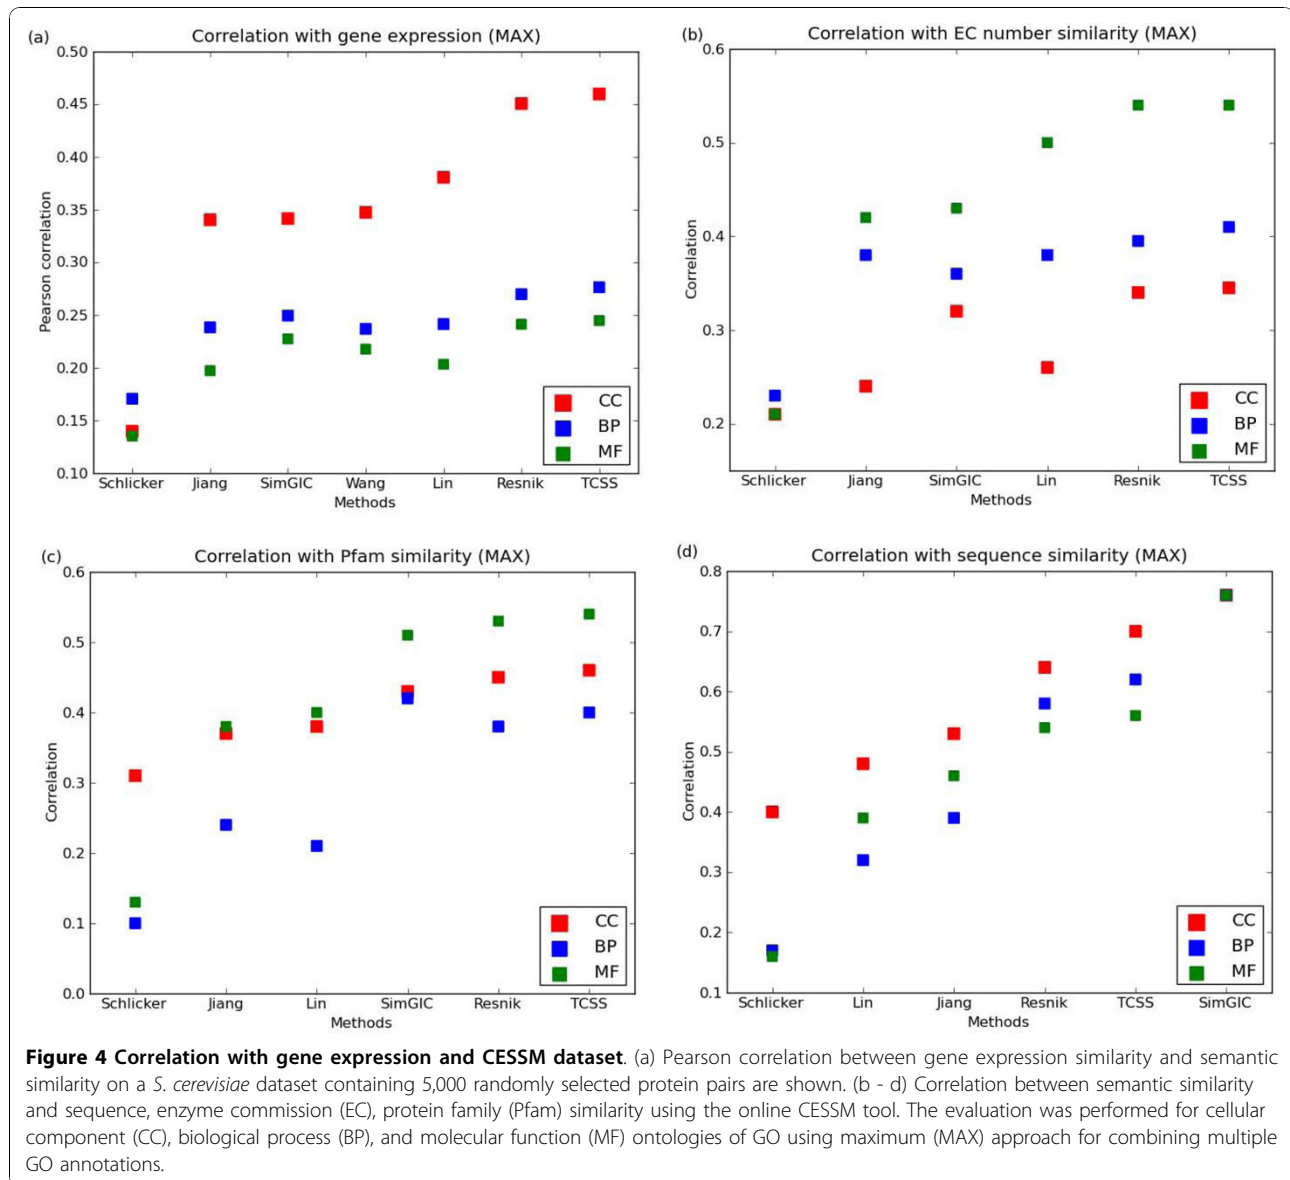 (a)
Correlation with gene expression (MAX)
0.50
0.45
0.40
0.35
0.30
0.25
0.20
0.15
0.10
Pearson correlation
Schlicker Jiang SimGIC Wang Lin Resnik TCSS
Methods
CC
BP
MF
(b)
Correlation with EC number similarity (MAX)
0.6
0.5
0.4
0.3
0.2
Correlation
Schlicker Jiang SimGIC Lin Resnik TCSS
Methods
CC
BP
MF
(c)
Correlation with Pfam similarity (MAX)
0.6
0.5
0.4
0.3
0.2
0.1
0.0
Correlation
Schlicker Jiang Lin SimGIC Resnik TCSS
Methods
CC
BP
MF
(d)
Correlation with sequence similarity (MAX)
0.8
0.7
0.6
0.5
0.4
0.3
0.2
0.1
Correlation
Schlicker Lin Jiang Resnik TCSS SimGIC
Methods
CC
BP
MF
Figure 4 Correlation with gene expression and CESSM dataset. (a) Pearson correlation between gene expression similarity and semantic
similarity on a S. cerevisiae dataset containing 5,000 randomly selected protein pairs are shown. (b - d) Correlation between semantic similarity
and sequence, enzyme commission (EC), protein family (Pfam) similarity using the online CESSM tool. The evaluation was performed for cellular
component (CC), biological process (BP), and molecular function (MF) ontologies of GO using maximum (MAX) approach for combining multiple
GO annotations.